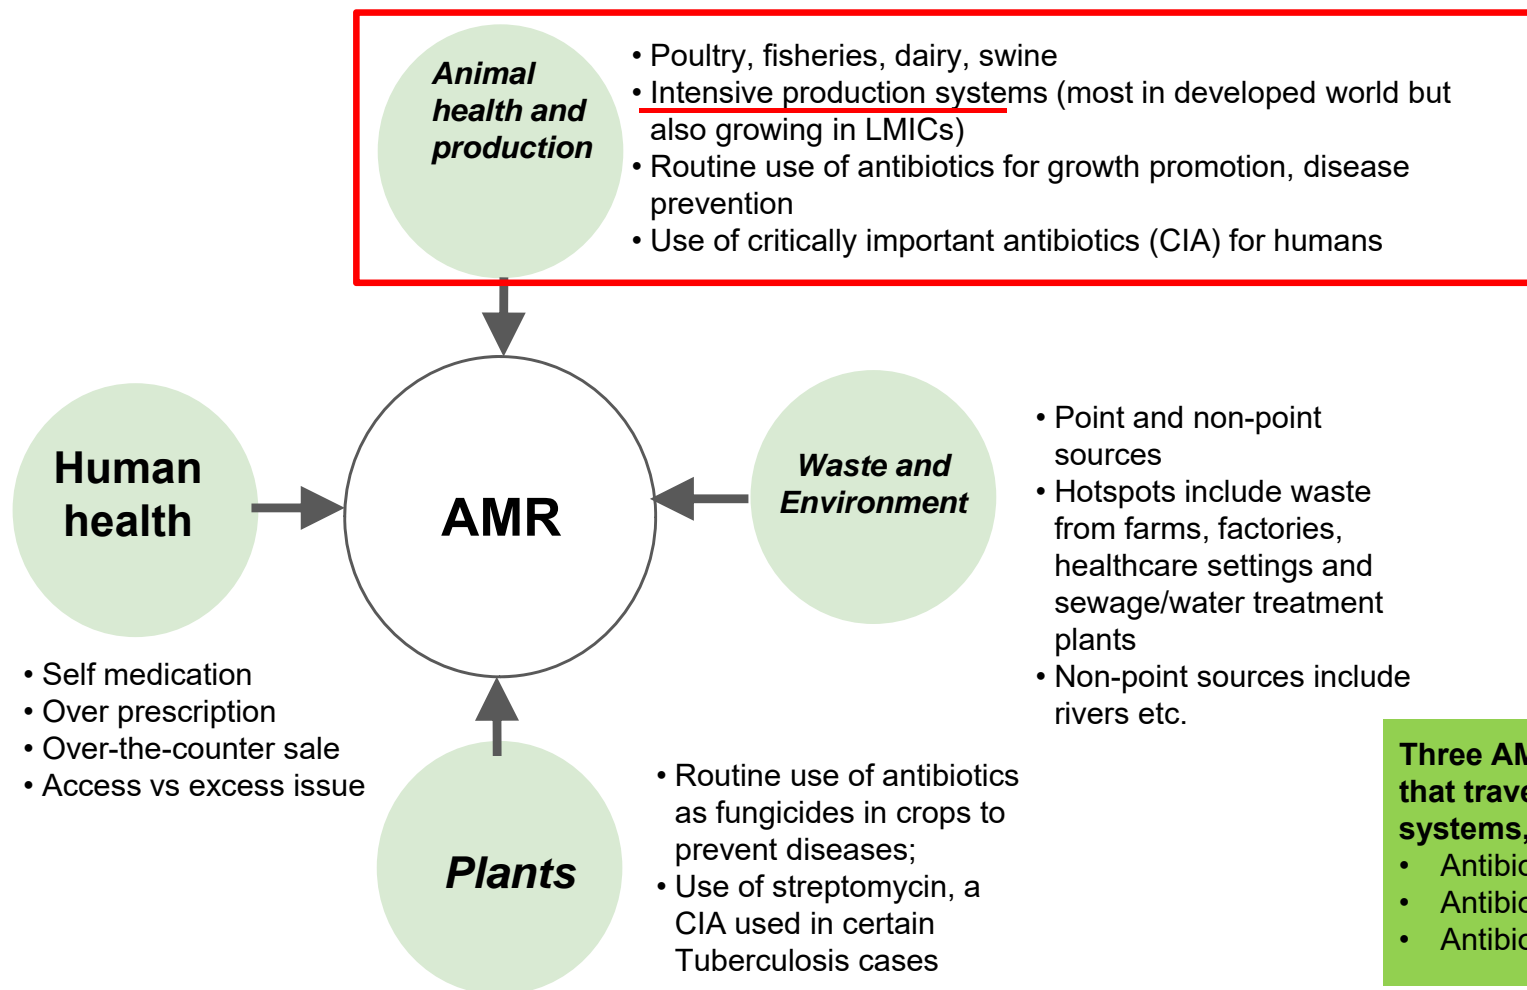 Animal
health and
production
• Poultry, fisheries, dairy, swine
• Intensive production systems (most in developed world but
also growing in LMICs)
• Routine use of antibiotics for growth promotion, disease
prevention
• Use of critically important antibiotics (CIA) for humans
Human
health
AMR
Waste and
Environment
• Point and non-point
sources
• Hotspots include waste
from farms, factories,
healthcare settings and
sewage/water treatment
plants
• Non-point sources include
rivers etc.
• Self medication
• Over prescription
• Over-the-counter sale
• Access vs excess issue
Plants
• Routine use of antibiotics
as fungicides in crops to
prevent diseases;
• Use of streptomycin, a
CIA used in certain
Tuberculosis cases
Three
that
systems,
•
•
•